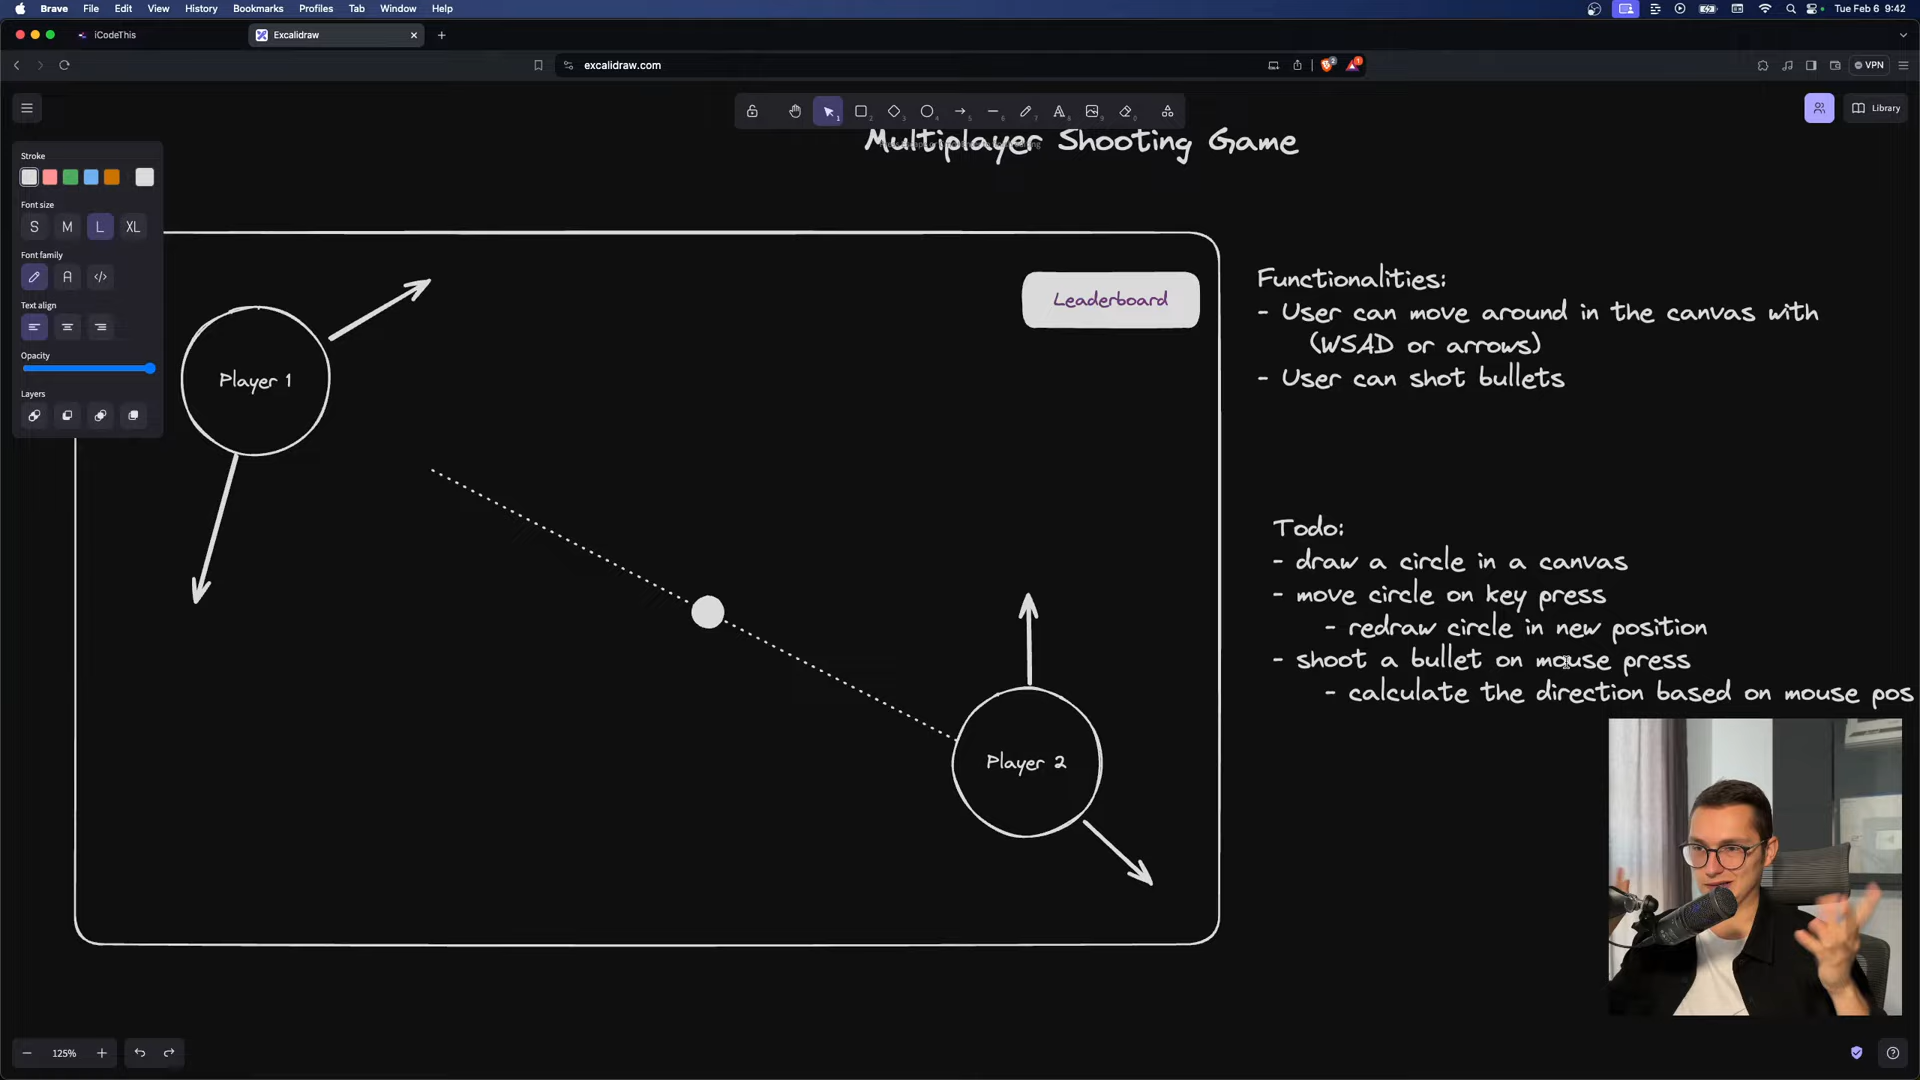 Brave File Edit View History Bookmarks Profiles Tab Window Help Tue Feb 6 9:42
iCodeThis Excalidraw
excalidraw.com VPN
Library
Multiplayer Shooting Game
Stroke
Font size
S M L XL
Font family
Text align
Opacity
Layers
Leaderboard
Player 1
Player 2
Functionalities:
- User can move around in the canvas with
(WSAD or arrows)
- User can shot bullets
Todo:
- draw a circle in a canvas
- move circle on key press
- redraw circle in new position
- shoot a bullet on mouse press
- calculate the direction based on mouse pos
125%